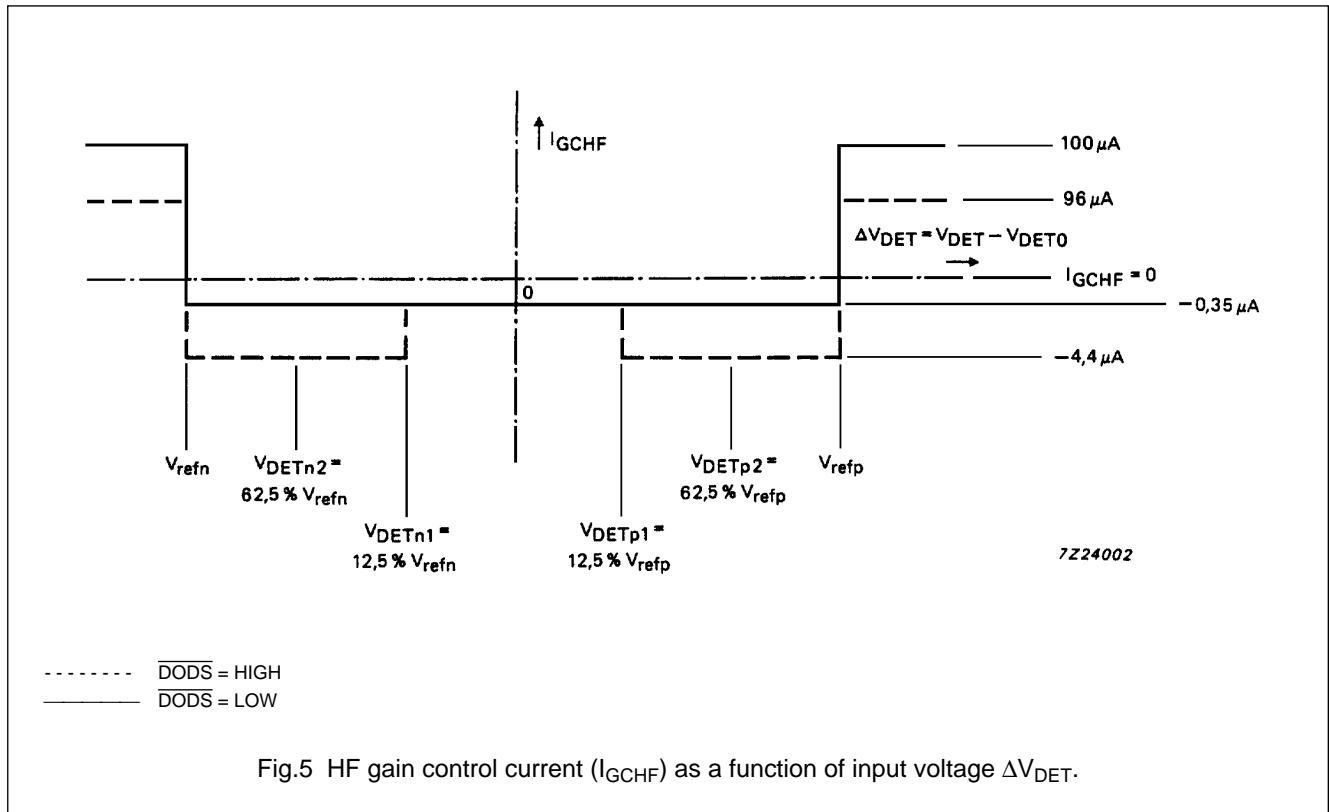 I_GCHF
100 μA
96 μA
ΔV_DET = V_DET − V_DET0
I_GCHF = 0
0
−0,35 μA
−4,4 μA
V_refn
V_DETn2 =
62,5 % V_refn
V_DETp2 =
62,5 % V_refp
V_refp
V_DETn1 =
12,5 % V_refn
V_DETp1 =
12,5 % V_refp
7Z24002
D̅O̅D̅S̅ = HIGH
D̅O̅D̅S̅ = LOW
Fig.5 HF gain control current (I_GCHF) as a function of input voltage ΔV_DET.